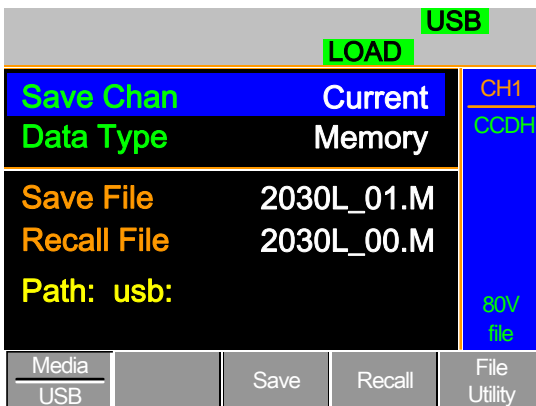 USB
LOAD
Save Chan Current
Data Type Memory
Save File 2030L_01.M
Recall File 2030L_00.M
Path: usb:
CH1
CCDH
80V
file
Media
USB
Save
Recall
File
Utility